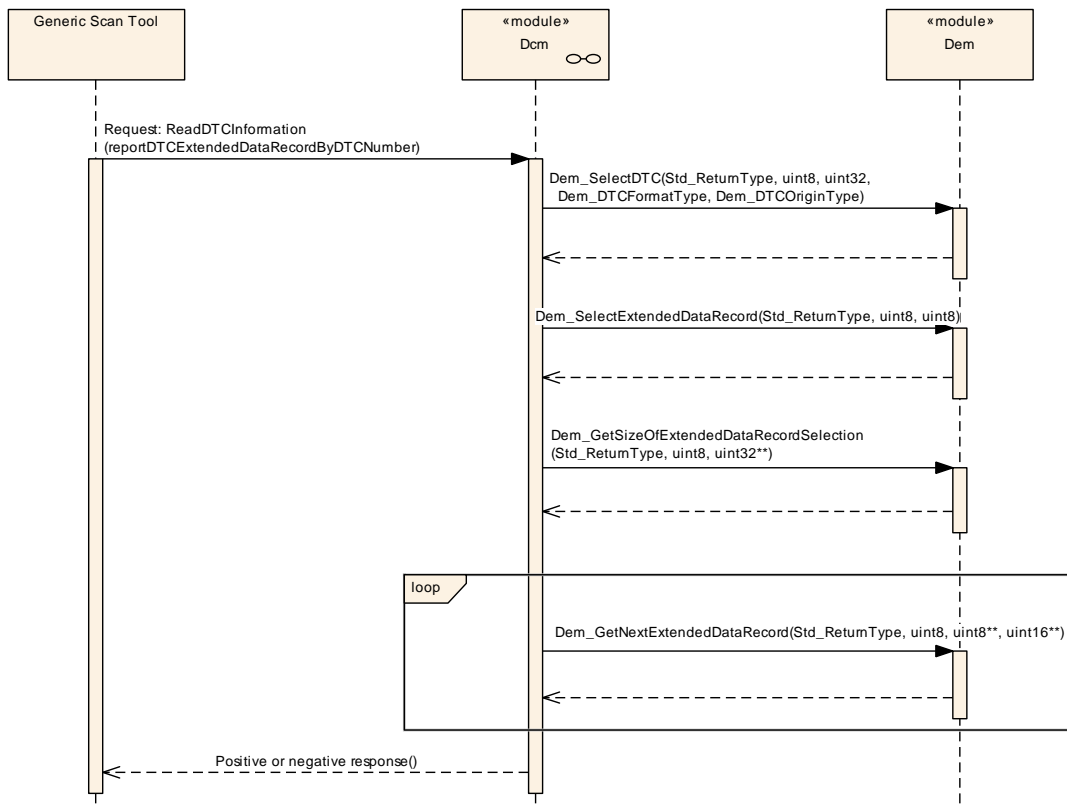 Generic Scan Tool
«module»
Dcm
«module»
Dem
Request: ReadDTCInformation
(reportDTCExtendedDataRecordByDTCNumber)
Dem_SelectDTC(Std_ReturnType, uint8, uint32,
Dem_DTCFormatType, Dem_DTCOriginType)
Dem_SelectExtendedDataRecord(Std_ReturnType, uint8, uint8)
Dem_GetSizeOfExtendedDataRecordSelection
(Std_ReturnType, uint8, uint32**)
loop
Dem_GetNextExtendedDataRecord(Std_ReturnType, uint8, uint8**, uint16**)
Positive or negative response()